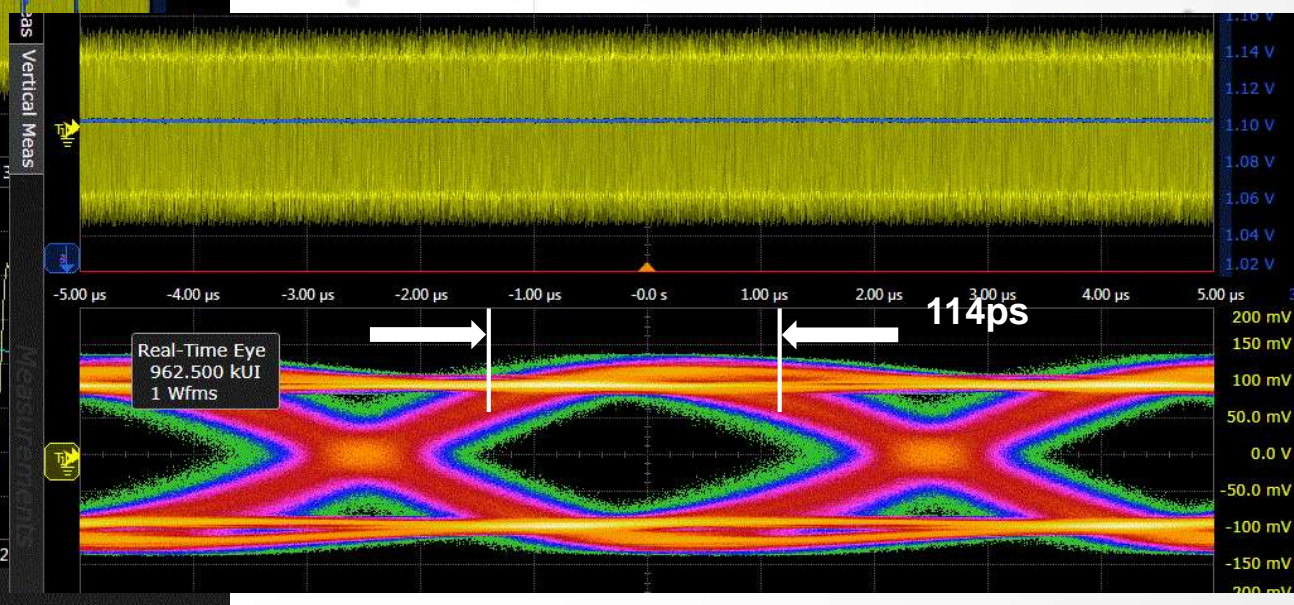 eas
Vertical Meas
1.16 V
1.14 V
1.12 V
1.10 V
1.08 V
1.06 V
1.04 V
1.02 V
-5.00 µs
-4.00 µs
-3.00 µs
-2.00 µs
-1.00 µs
-0.0 s
1.00 µs
2.00 µs
3.00 µs
4.00 µs
5.00 µs
114ps
Real-Time Eye
962.500 kUI
1 Wfms
Measurements
200 mV
150 mV
100 mV
50.0 mV
0.0 V
-50.0 mV
-100 mV
-150 mV
-200 mV
2